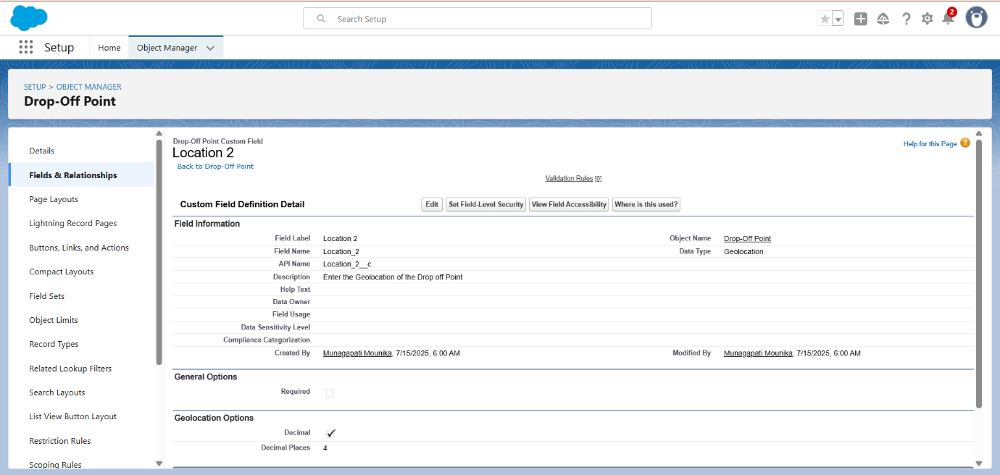 Search Setup
2
Setup
Home
Object Manager
SETUP > OBJECT MANAGER
Drop-Off Point
Details
Fields & Relationships
Page Layouts
Lightning Record Pages
Buttons, Links, and Actions
Compact Layouts
Field Sets
Object Limits
Record Types
Related Lookup Filters
Search Layouts
List View Button Layout
Restriction Rules
Scoping Rules
Drop-Off Point Custom Field
Location 2
Back to Drop-Off Point
Help for this Page ?
Validation Rules [0]
Custom Field Definition Detail
Edit
Set Field-Level Security
View Field Accessibility
Where is this used?
Field Information
Field Label Location 2
Object Name Drop-Off Point
Field Name Location_2
Data Type Geolocation
API Name Location_2__c
Description Enter the Geolocation of the Drop off Point
Help Text
Data Owner
Field Usage
Data Sensitivity Level
Compliance Categorization
Created By Munagapati Mounika, 7/15/2025, 6:00 AM
Modified By Munagapati Mounika, 7/15/2025, 6:00 AM
General Options
Required
Geolocation Options
Decimal
Decimal Places 4